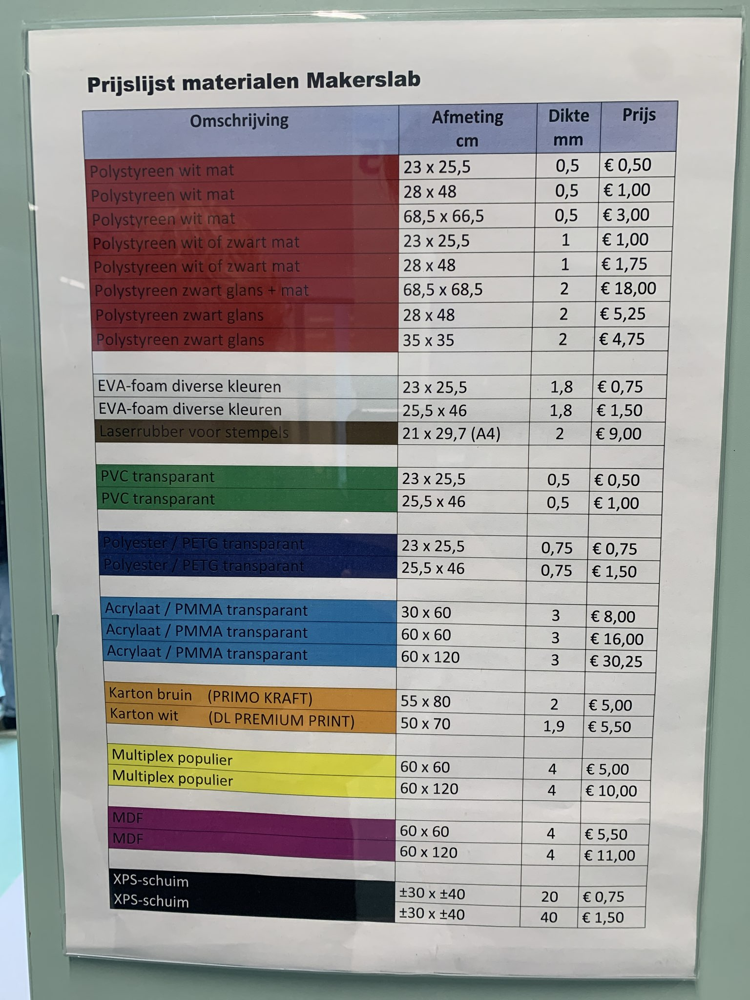 Prijslijst materialen Makerslab
Omschrijving Afmeting cm Dikte mm Prijs
Polystyreen wit mat 23 x 25,5 0,5 € 0,50
Polystyreen wit mat 28 x 48 0,5 € 1,00
Polystyreen wit mat 68,5 x 66,5 0,5 € 3,00
Polystyreen wit of zwart mat 23 x 25,5 1 € 1,00
Polystyreen wit of zwart mat 28 x 48 1 € 1,75
Polystyreen zwart glans + mat 68,5 x 68,5 2 € 18,00
Polystyreen zwart glans 28 x 48 2 € 5,25
Polystyreen zwart glans 35 x 35 2 € 4,75
EVA-foam diverse kleuren 23 x 25,5 1,8 € 0,75
EVA-foam diverse kleuren 25,5 x 46 1,8 € 1,50
Laserrubber voor stempels 21 x 29,7 (A4) 2 € 9,00
PVC transparant 23 x 25,5 0,5 € 0,50
PVC transparant 25,5 x 46 0,5 € 1,00
Polyester / PETG transparant 23 x 25,5 0,75 € 0,75
Polyester / PETG transparant 25,5 x 46 0,75 € 1,50
Acrylaat / PMMA transparant 30 x 60 3 € 8,00
Acrylaat / PMMA transparant 60 x 60 3 € 16,00
Acrylaat / PMMA transparant 60 x 120 3 € 30,25
Karton bruin (PRIMO KRAFT) 55 x 80 2 € 5,00
Karton wit (DL PREMIUM PRINT) 50 x 70 1,9 € 5,50
Multiplex populier 60 x 60 4 € 5,00
Multiplex populier 60 x 120 4 € 10,00
MDF 60 x 60 4 € 5,50
MDF 60 x 120 4 € 11,00
XPS-schuim ±30 x ±40 20 € 0,75
XPS-schuim ±30 x ±40 40 € 1,50